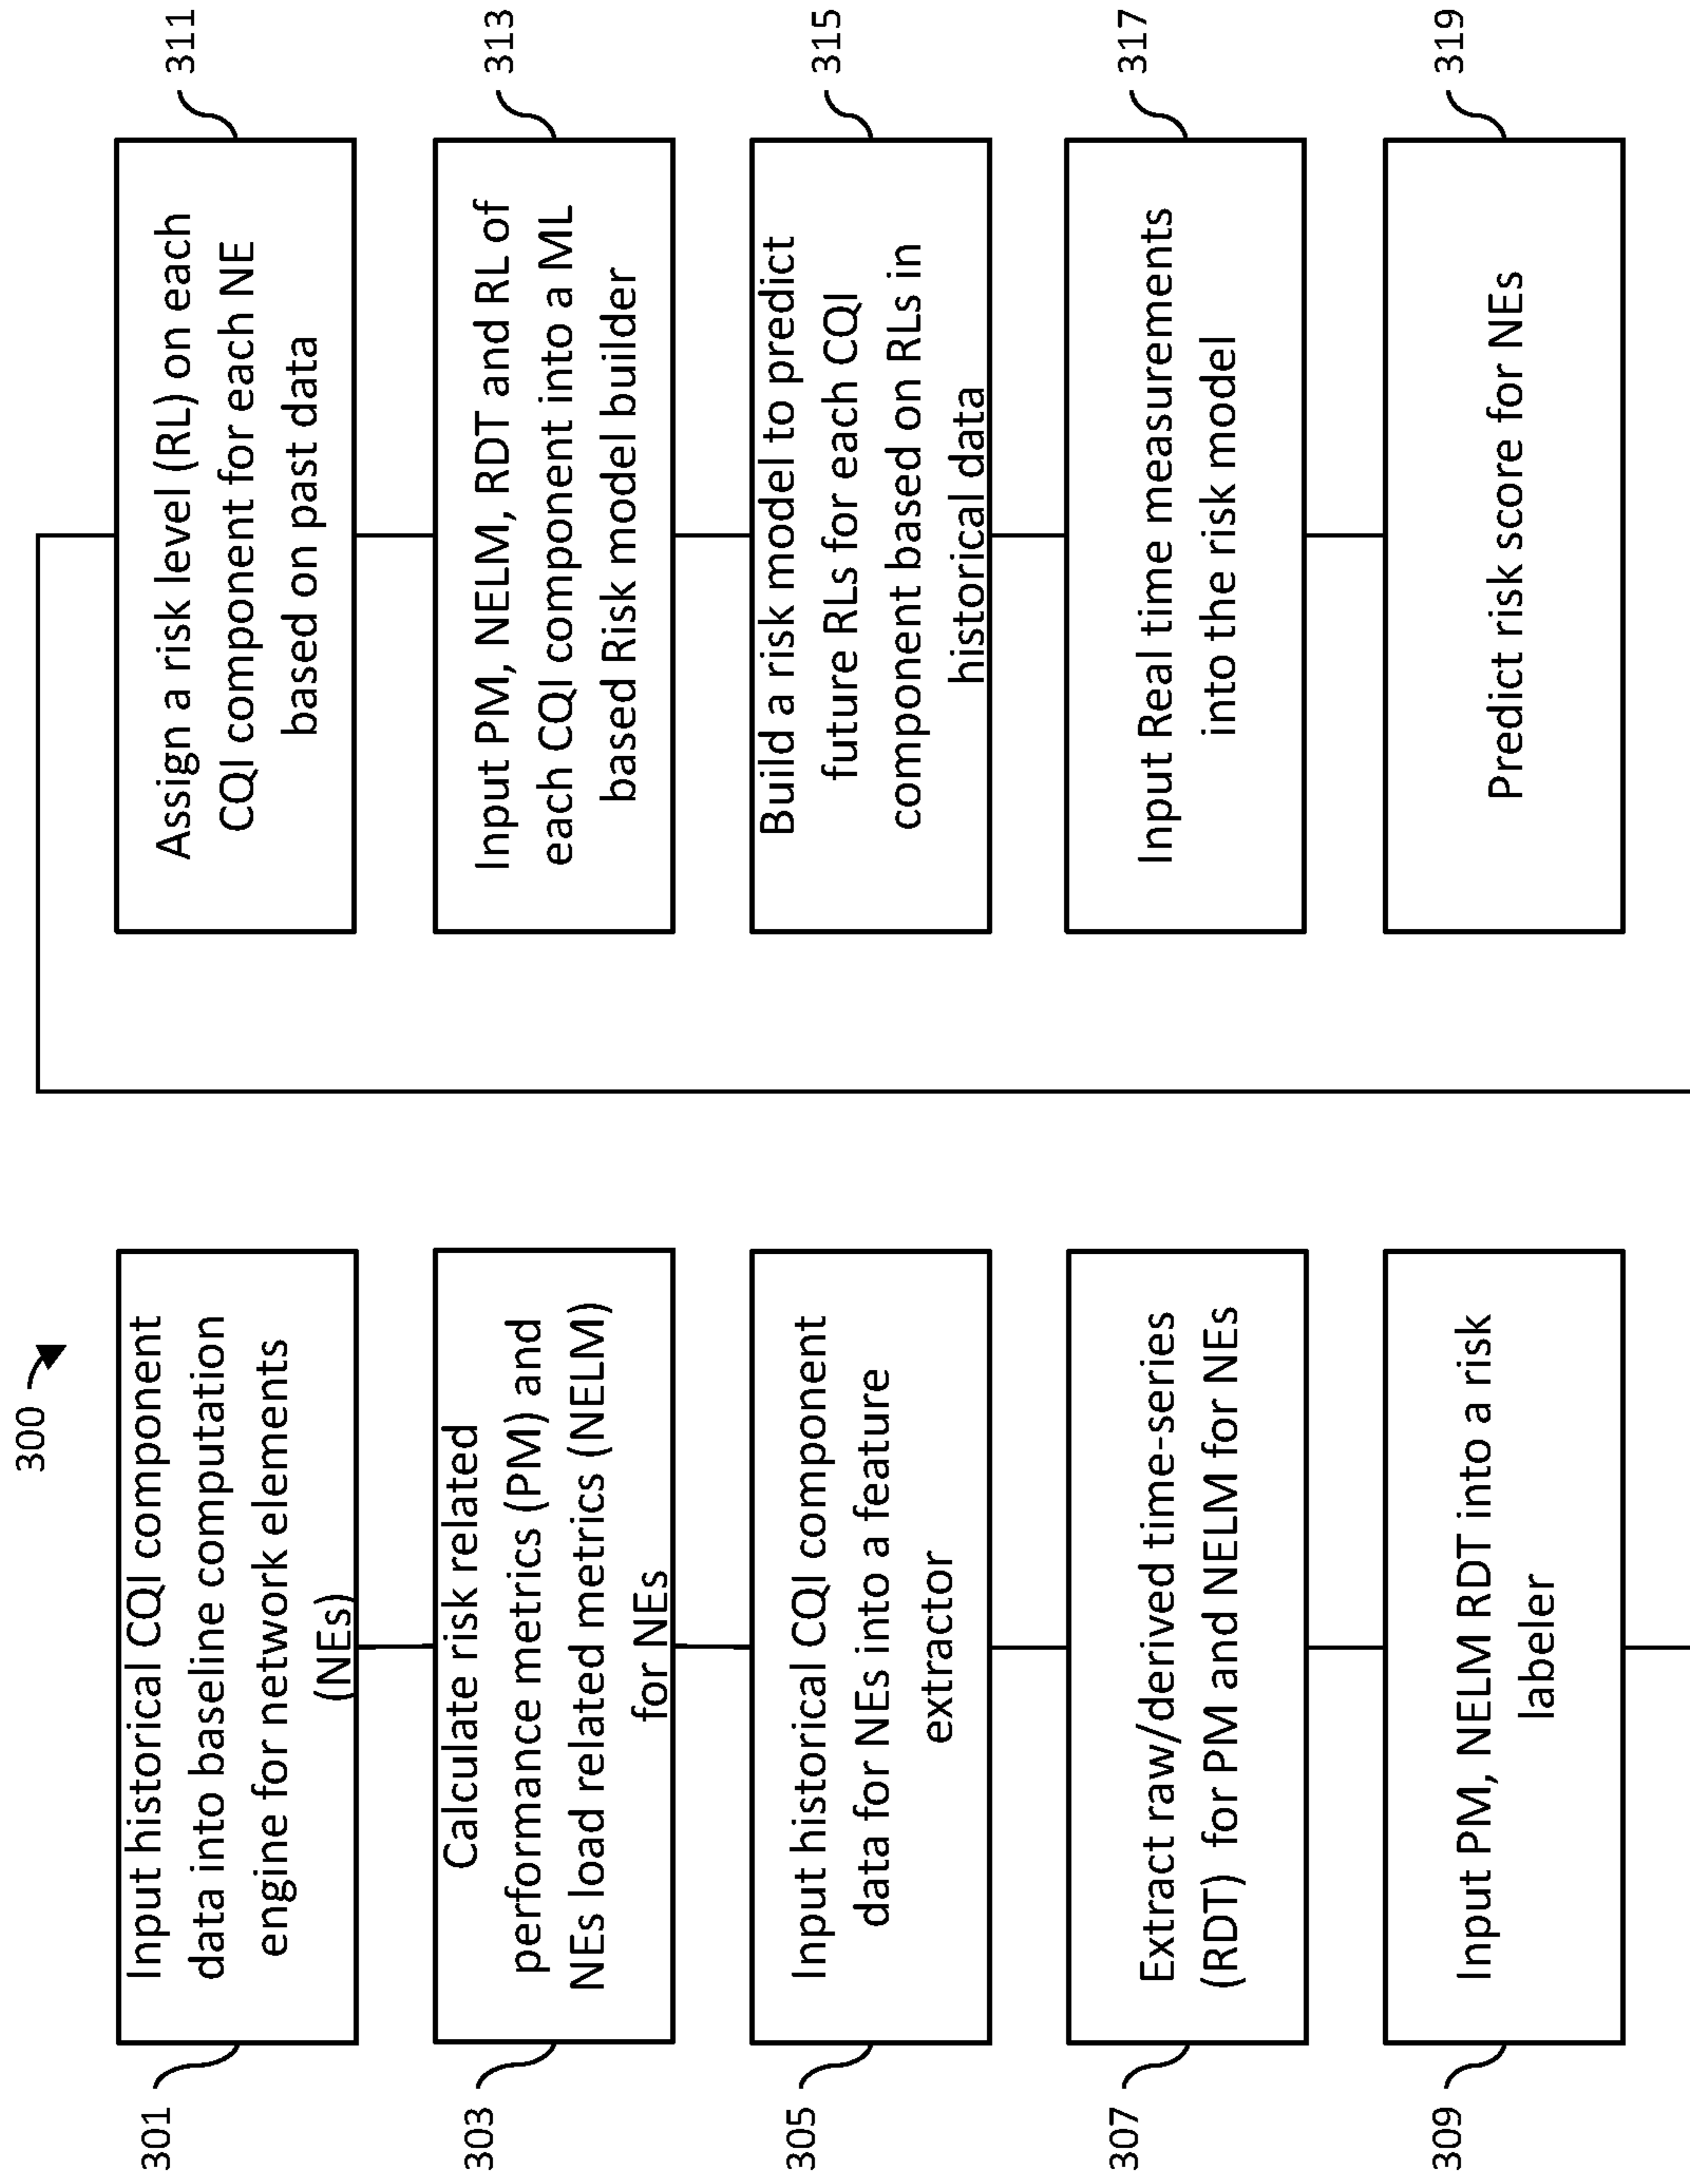 300
301
Input historical CQI component
data into baseline computation
engine for network elements
(NEs)
303
Calculate risk related
performance metrics (PM) and
NEs load related metrics (NELM)
for NEs
305
Input historical CQI component
data for NEs into a feature
extractor
307
Extract raw/derived time-series
(RDT) for PM and NELM for NEs
309
Input PM, NELM RDT into a risk
labeler
311
Assign a risk level (RL) on each
CQI component for each NE
based on past data
313
Input PM, NELM, RDT and RL of
each CQI component into a ML
based Risk model builder
315
Build a risk model to predict
future RLs for each CQI
component based on RLs in
historical data
317
Input Real time measurements
into the risk model
319
Predict risk score for NEs